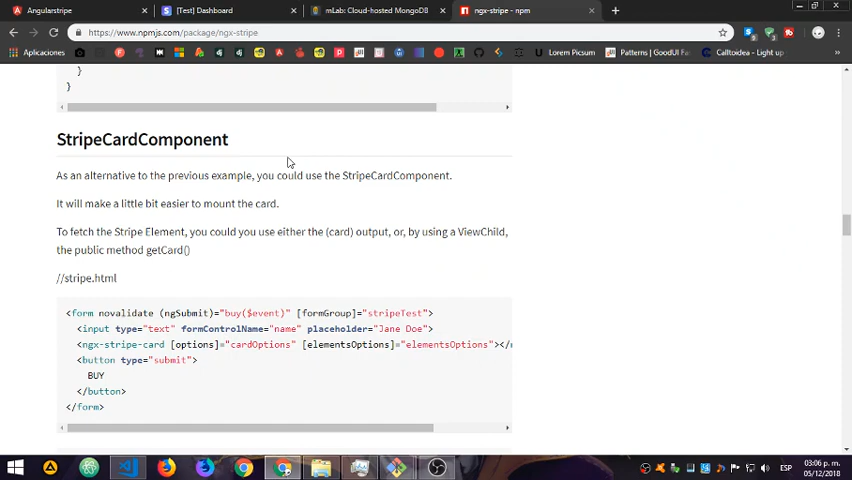 Angularstripe
[Test] Dashboard
mLab: Cloud-hosted MongoDB
ngx-stripe - npm
https://www.npmjs.com/package/ngx-stripe
Aplicaciones
Lorem Picsum
Patterns | GoodUI
Calltoidea - Light up
}
}
StripeCardComponent
As an alternative to the previous example, you could use the StripeCardComponent.
It will make a little bit easier to mount the card.
To fetch the Stripe Element, you could you use either the (card) output, or, by using a ViewChild,
the public method getCard()
//stripe.html
<form novalidate (ngSubmit)="buy($event)" [formGroup]="stripeTest">
<input type="text" formControlName="name" placeholder="Jane Doe">
<ngx-stripe-card [options]="cardOptions" [elementsOptions]="elementsOptions"></
<button type="submit">
BUY
</button>
</form>
ESP
03:06 p. m.
05/12/2018